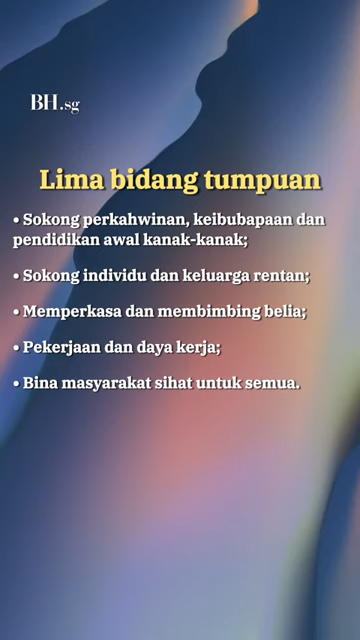 BH.sg
Lima bidang tumpuan
• Sokong perkahwinan, keibubapaan dan
pendidikan awal kanak-kanak;
• Sokong individu dan keluarga rentan;
• Memperkasa dan membimbing belia;
• Pekerjaan dan daya kerja;
• Bina masyarakat sihat untuk semua.